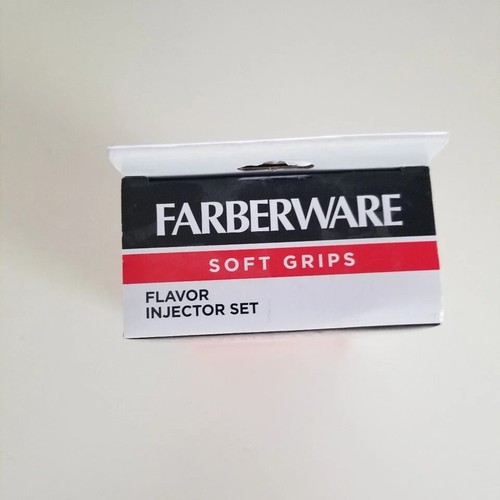 FARBERWARE
SOFT GRIPS
FLAVOR
INJECTOR SET